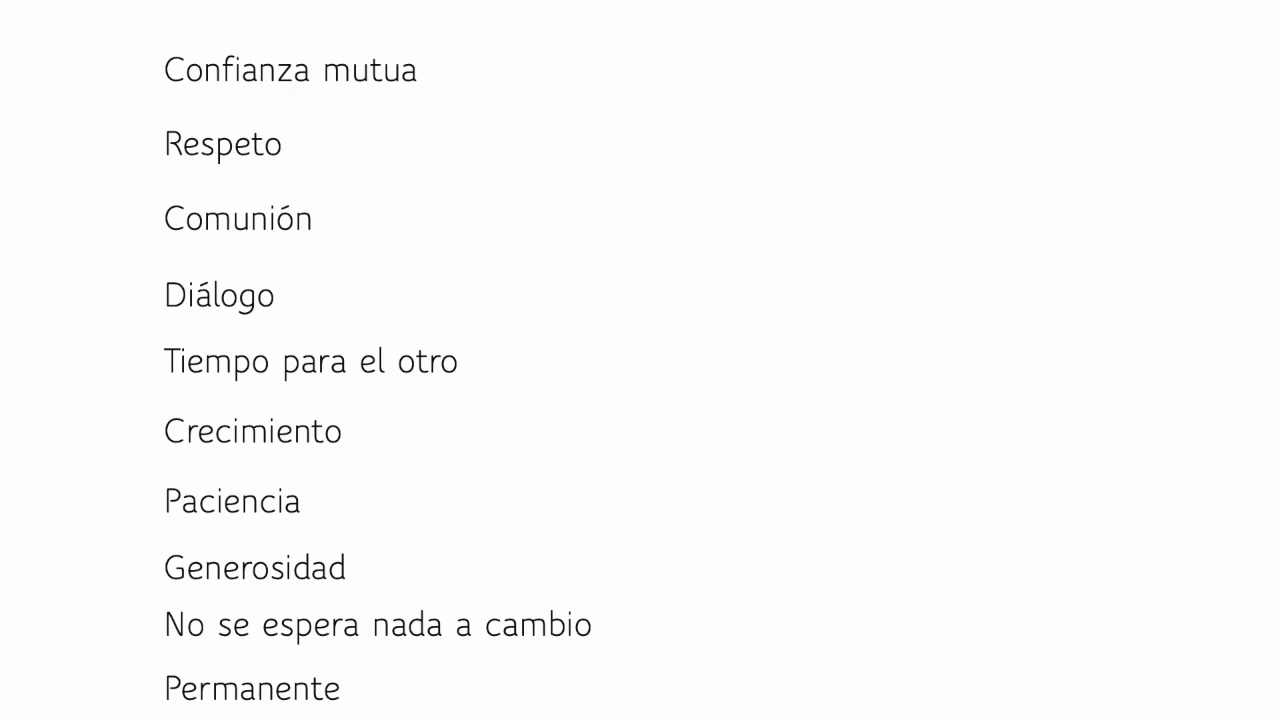 Confianza mutua
Respeto
Comunión
Diálogo
Tiempo para el otro
Crecimiento
Paciencia
Generosidad
No se espera nada a cambio
Permanente